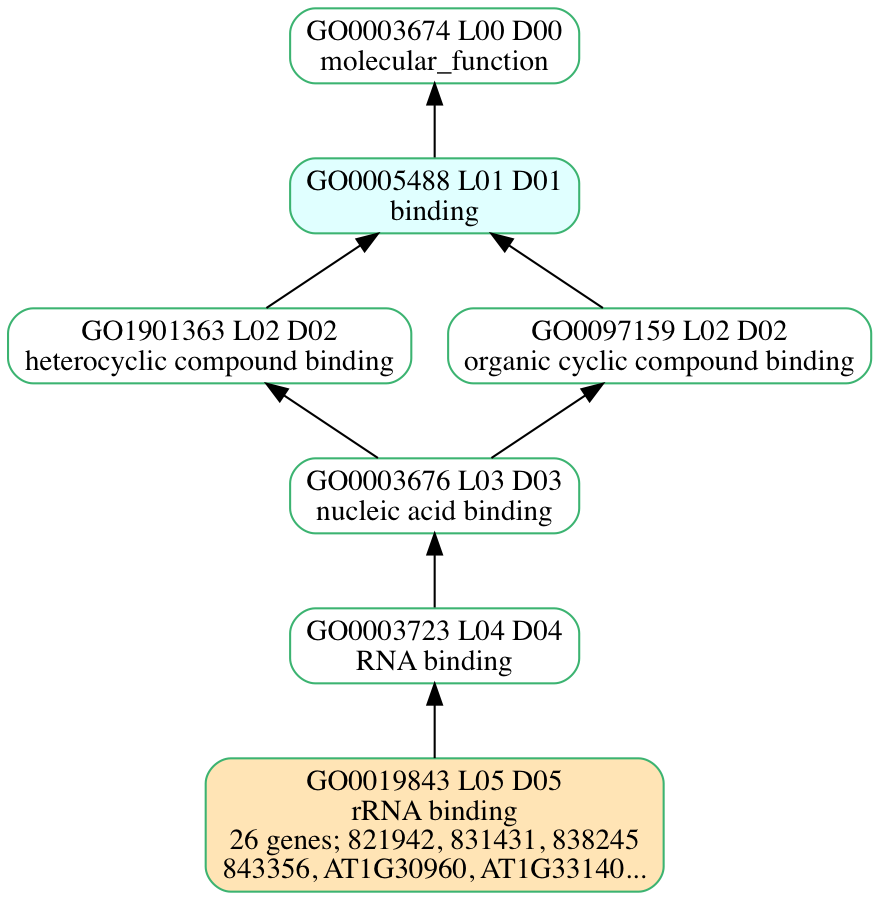 GO0003674 L00 D00
molecular_function
GO0005488 L01 D01
binding
GO1901363 L02 D02
heterocyclic compound binding
GO0097159 L02 D02
organic cyclic compound binding
GO0003676 L03 D03
nucleic acid binding
GO0003723 L04 D04
RNA binding
GO0019843 L05 D05
rRNA binding
26 genes; 821942, 831431, 838245
843356, AT1G30960, AT1G33140...